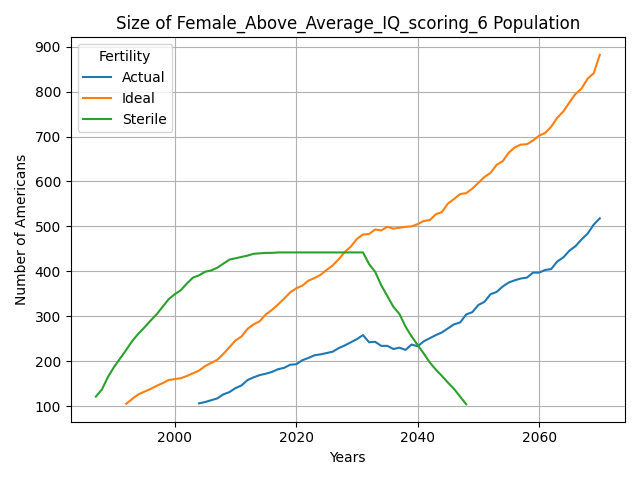 Size of Female_Above_Average_IQ_scoring_6 Population
900
800
700
600
500
400
300
200
100
Number of Americans
Fertility
Actual
Ideal
Sterile
2000
2020
2040
2060
Years